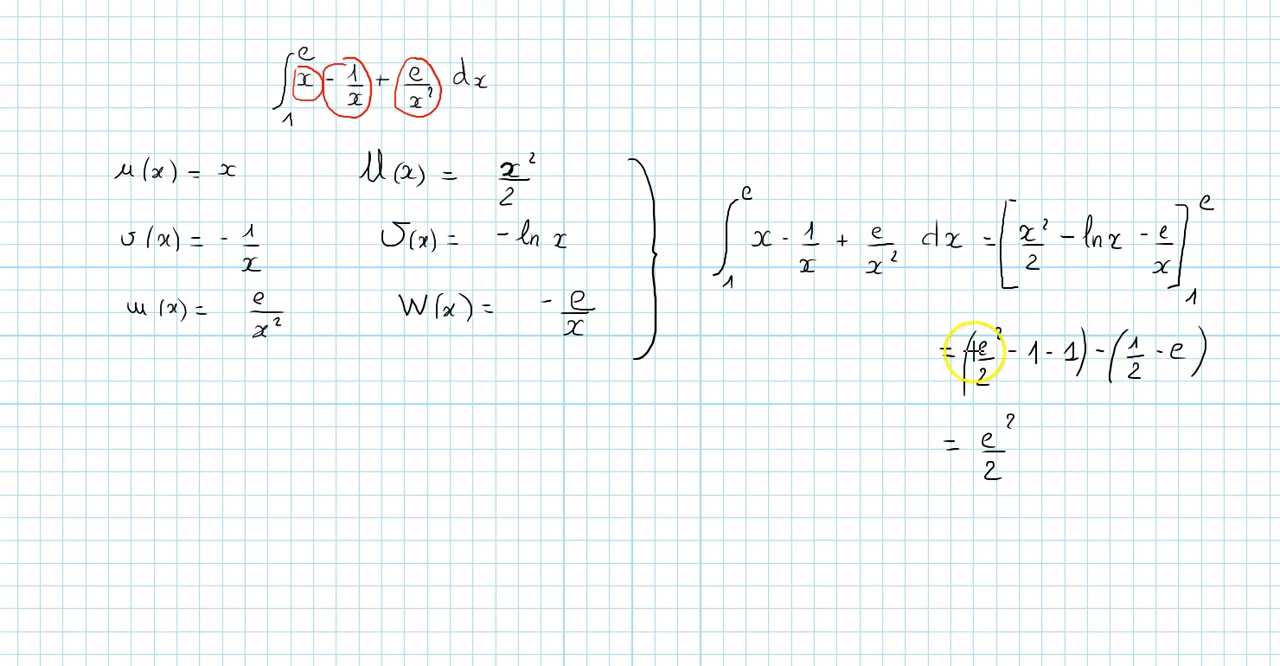 ∫₁ᵉ x - 1/x + e/x² dx
u(x) = x
U(x) = x²/2
v(x) = - 1/x
V(x) = - ln x
w(x) = e/x²
W(x) = - e/x
∫₁ᵉ x - 1/x + e/x² dx = [x²/2 - ln x - e/x]₁ᵉ
= (e²/2 - 1 - 1) - (1/2 - e)
= e²/2